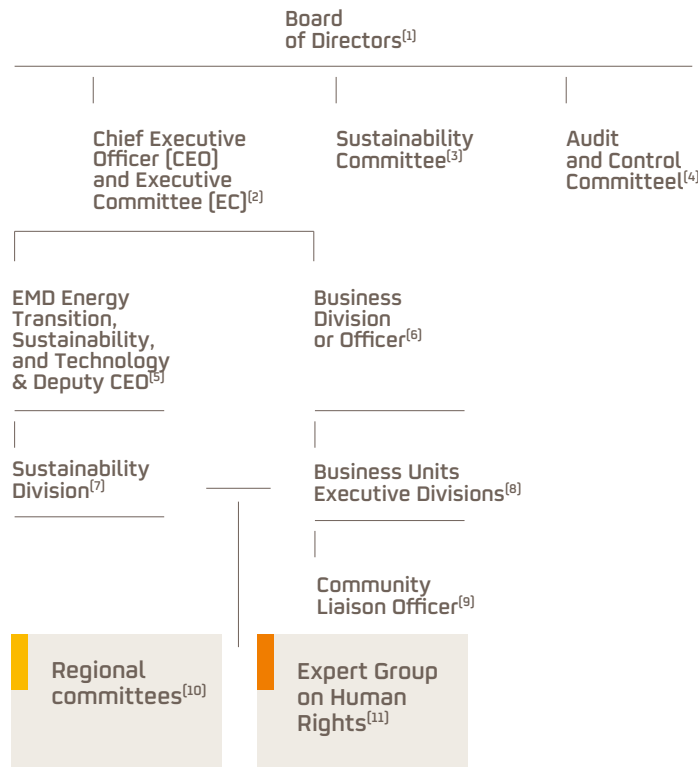 Board
of Directors[1]
Chief Executive
Officer (CEO)
and Executive
Committee (EC)[2]
Sustainability
Committee[3]
Audit
and Control
Committeel[4]
EMD Energy
Transition,
Sustainability,
and Technology
& Deputy CEO[5]
Business
Division
or Officer[6]
Sustainability
Division[7]
Business Units
Executive Divisions[8]
Community
Liaison Officer[9]
Regional
committees[10]
Expert Group
on Human
Rights[11]